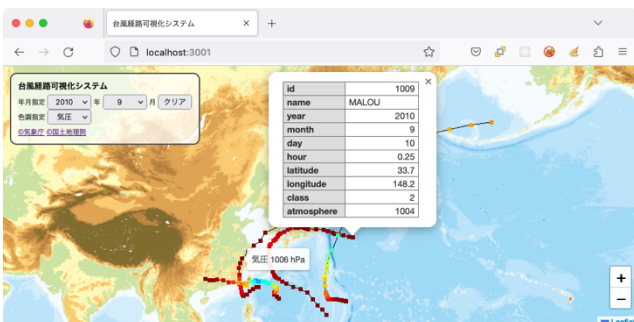 台風経路可視化システム
localhost:3001
台風経路可視化システム
年月指定 2010 年 9 月 クリア
色調指定 気圧
©気象庁 ©国土地理院
id 1009
name MALOU
year 2010
month 9
day 10
hour 0.25
latitude 33.7
longitude 148.2
class 2
atmosphere 1004
気圧 1006 hPa
+
−